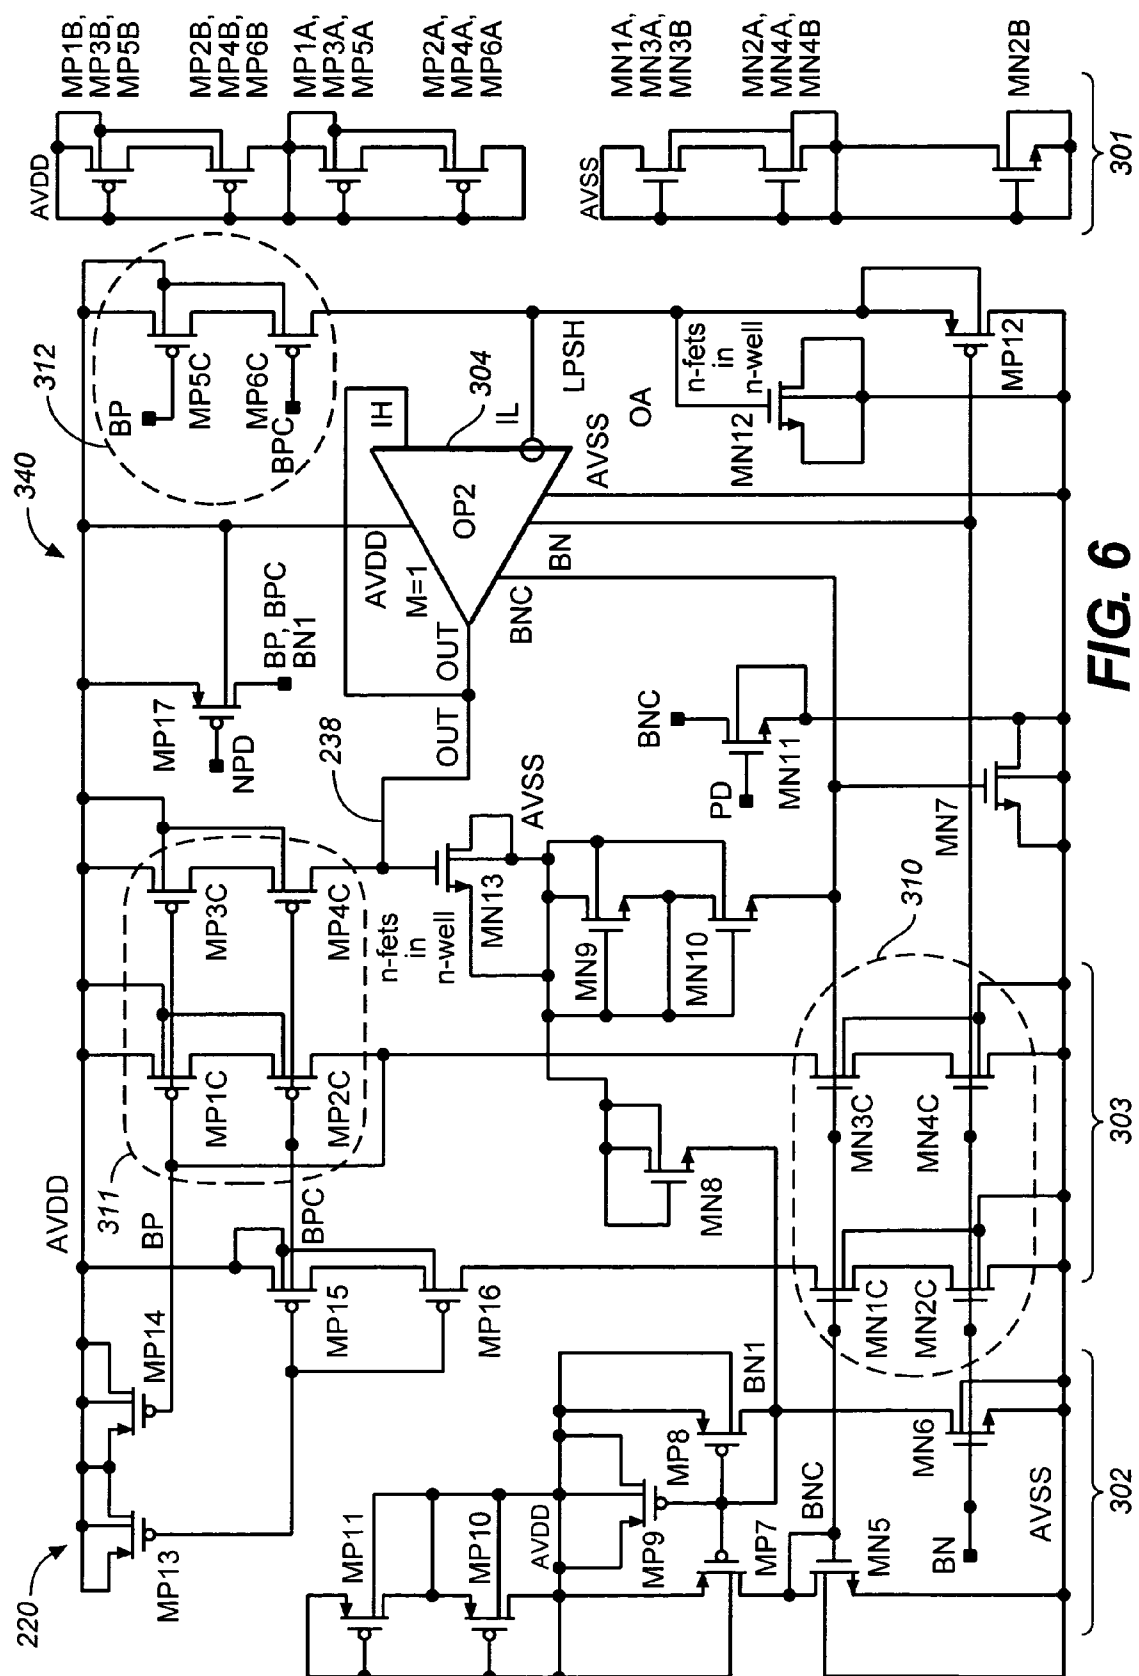 220
MP13
MP14
AVDD
311
BP
MP1C
MP3C
MP2C
MP4C
BPC
MP15
MP16
MP17
NPD
BP, BPC
BN1
340
312
BP
MP5C
MP6C
BPC
AVDD
MP1B,
MP3B,
MP5B
MP2B,
MP4B,
MP6B
MP1A,
MP3A,
MP5A
MP2A,
MP4A,
MP6A
238
OUT
OUT
AVDD
M=1
IH
OP2
IL
304
LPSH
AVSS
OA
BN
BNC
n-fets
in
n-well
MN13
AVSS
n-fets
in
n-well
MN12
MP12
MP11
MP10
AVDD
MP9
MP8
MP7
BN1
MN8
MN9
MN10
BNC
PD
MN11
MN7
AVSS
MN1A,
MN3A,
MN3B
MN2A,
MN4A,
MN4B
MN2B
BNC
MN5
MN6
BN
AVSS
310
MN1C
MN2C
MN3C
MN4C
302
303
301
FIG. 6